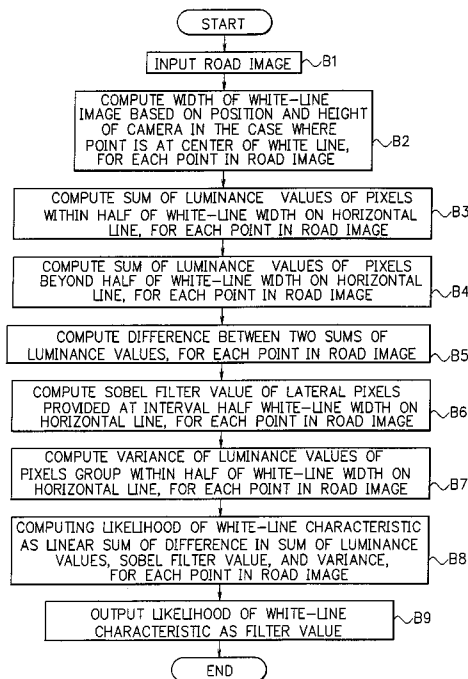 START
INPUT ROAD IMAGE
B1
COMPUTE WIDTH OF WHITE-LINE
IMAGE BASED ON POSITION AND HEIGHT
OF CAMERA IN THE CASE WHERE
POINT IS AT CENTER OF WHITE LINE,
FOR EACH POINT IN ROAD IMAGE
B2
COMPUTE SUM OF LUMINANCE VALUES OF PIXELS
WITHIN HALF OF WHITE-LINE WIDTH ON HORIZONTAL
LINE, FOR EACH POINT IN ROAD IMAGE
B3
COMPUTE SUM OF LUMINANCE VALUES OF PIXELS
BEYOND HALF OF WHITE-LINE WIDTH ON HORIZONTAL
LINE, FOR EACH POINT IN ROAD IMAGE
B4
COMPUTE DIFFERENCE BETWEEN TWO SUMS OF
LUMINANCE VALUES, FOR EACH POINT IN ROAD IMAGE
B5
COMPUTE SOBEL FILTER VALUE OF LATERAL PIXELS
PROVIDED AT INTERVAL HALF WHITE-LINE WIDTH ON
HORIZONTAL LINE, FOR EACH POINT IN ROAD IMAGE
B6
COMPUTE VARIANCE OF LUMINANCE VALUES OF
PIXELS GROUP WITHIN HALF OF WHITE-LINE WIDTH ON
HORIZONTAL LINE, FOR EACH POINT IN ROAD IMAGE
B7
COMPUTING LIKELIHOOD OF WHITE-LINE CHARACTERISTIC
AS LINEAR SUM OF DIFFERENCE IN SUM OF LUMINANCE
VALUES, SOBEL FILTER VALUE, AND VARIANCE,
FOR EACH POINT IN ROAD IMAGE
B8
OUTPUT LIKELIHOOD OF WHITE-LINE
CHARACTERISTIC AS FILTER VALUE
B9
END